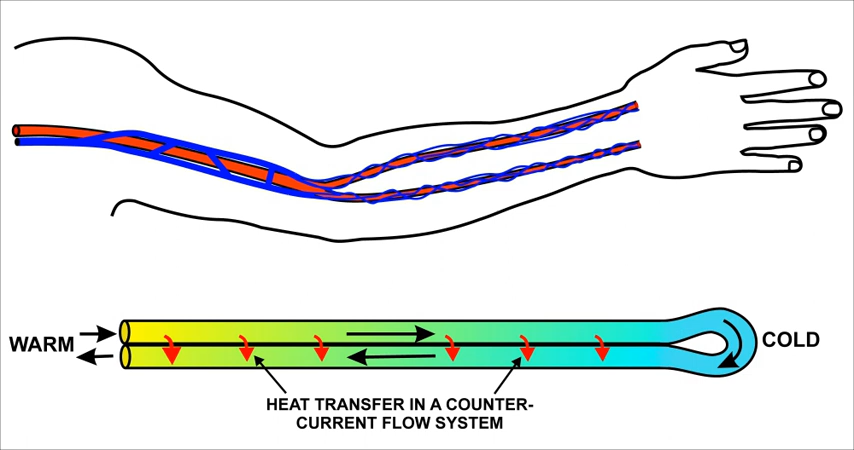 WARM
COLD
HEAT TRANSFER IN A COUNTER-
CURRENT FLOW SYSTEM